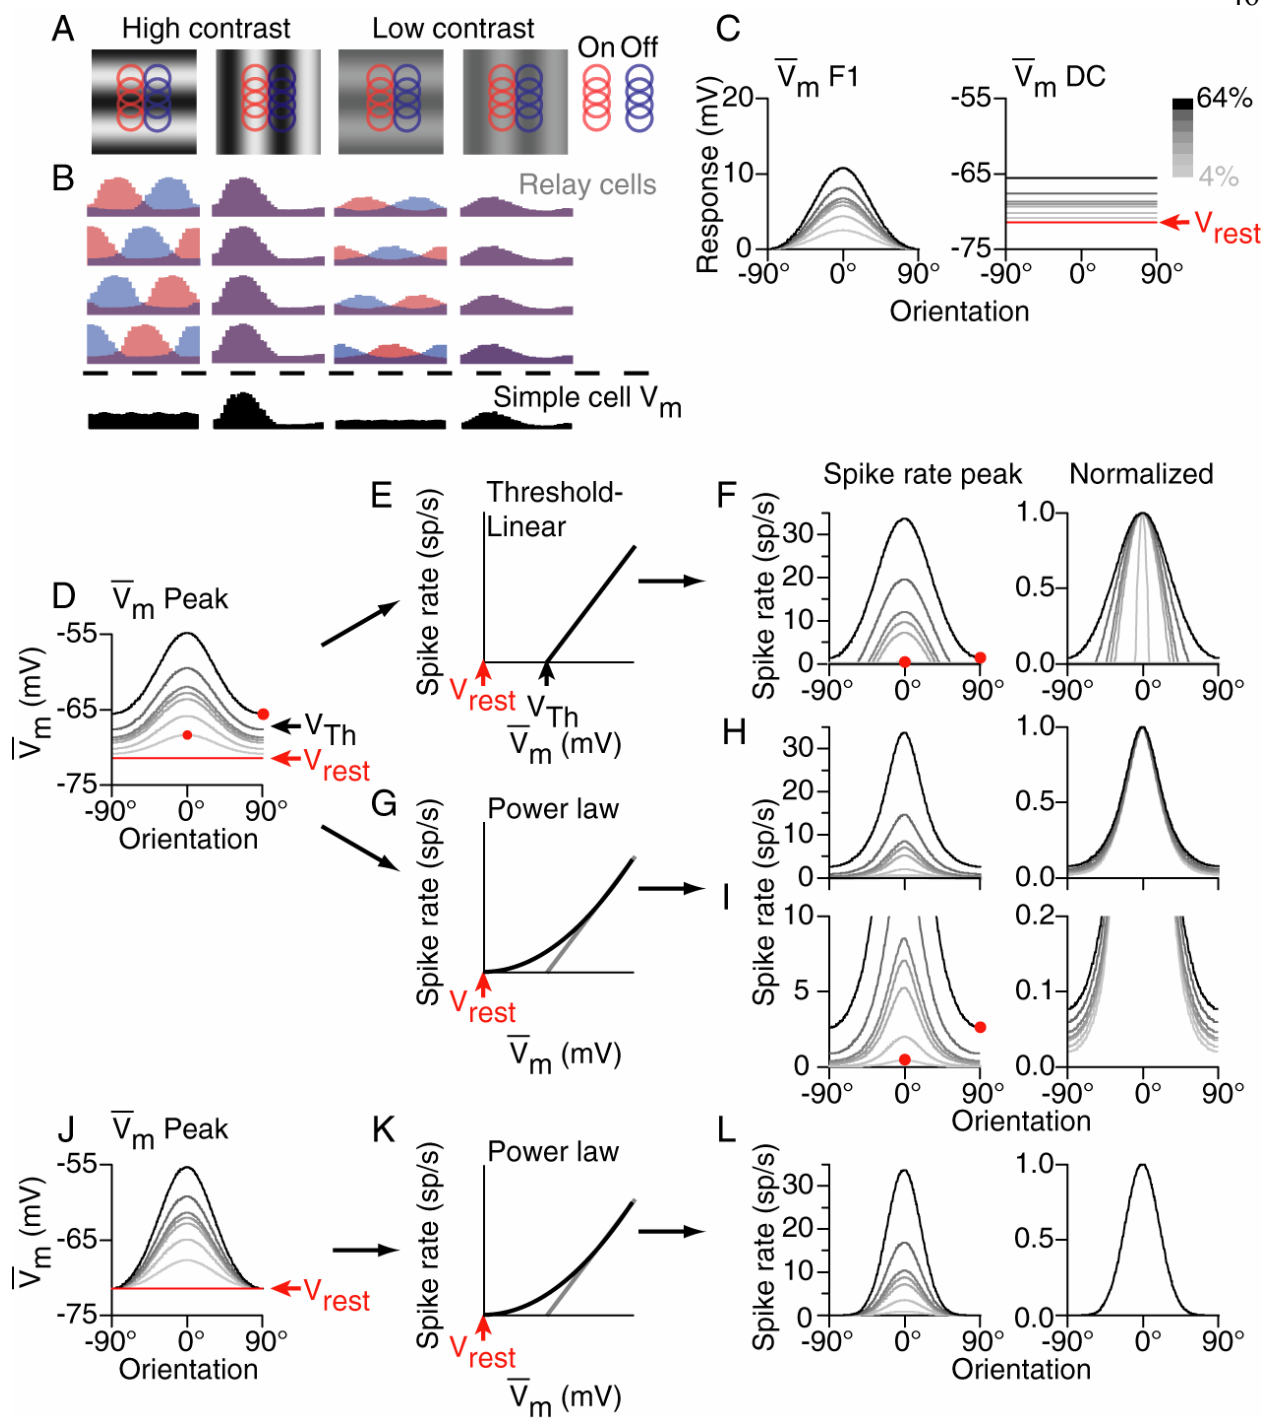 A
High contrast
Low contrast
On Off
B
Relay cells
Simple cell Vm
C
V̅m F1
V̅m DC
Response (mV)
20
10
0
-90° 0° 90°
-55
-65
-75
-90° 0° 90°
64%
4%
Vrest
Orientation
D
V̅m Peak
V̅m (mV)
-55
-65
-75
-90° 0° 90°
Orientation
VTh
Vrest
E
Threshold-
Linear
Spike rate (sp/s)
Vrest
VTh
V̅m (mV)
F
Spike rate peak
Normalized
Spike rate (sp/s)
30
20
10
0
-90° 0° 90°
1.0
0.5
0.0
-90° 0° 90°
G
Power law
Spike rate (sp/s)
Vrest
V̅m (mV)
H
30
20
10
0
1.0
0.5
0.0
I
Spike rate (sp/s)
10
5
0
-90° 0° 90°
0.2
0.1
0.0
-90° 0° 90°
Orientation
J
V̅m Peak
V̅m (mV)
-55
-65
-75
-90° 0° 90°
Orientation
Vrest
K
Power law
Spike rate (sp/s)
Vrest
V̅m (mV)
L
Spike rate (sp/s)
30
20
10
0
-90° 0° 90°
1.0
0.5
0.0
-90° 0° 90°
Orientation